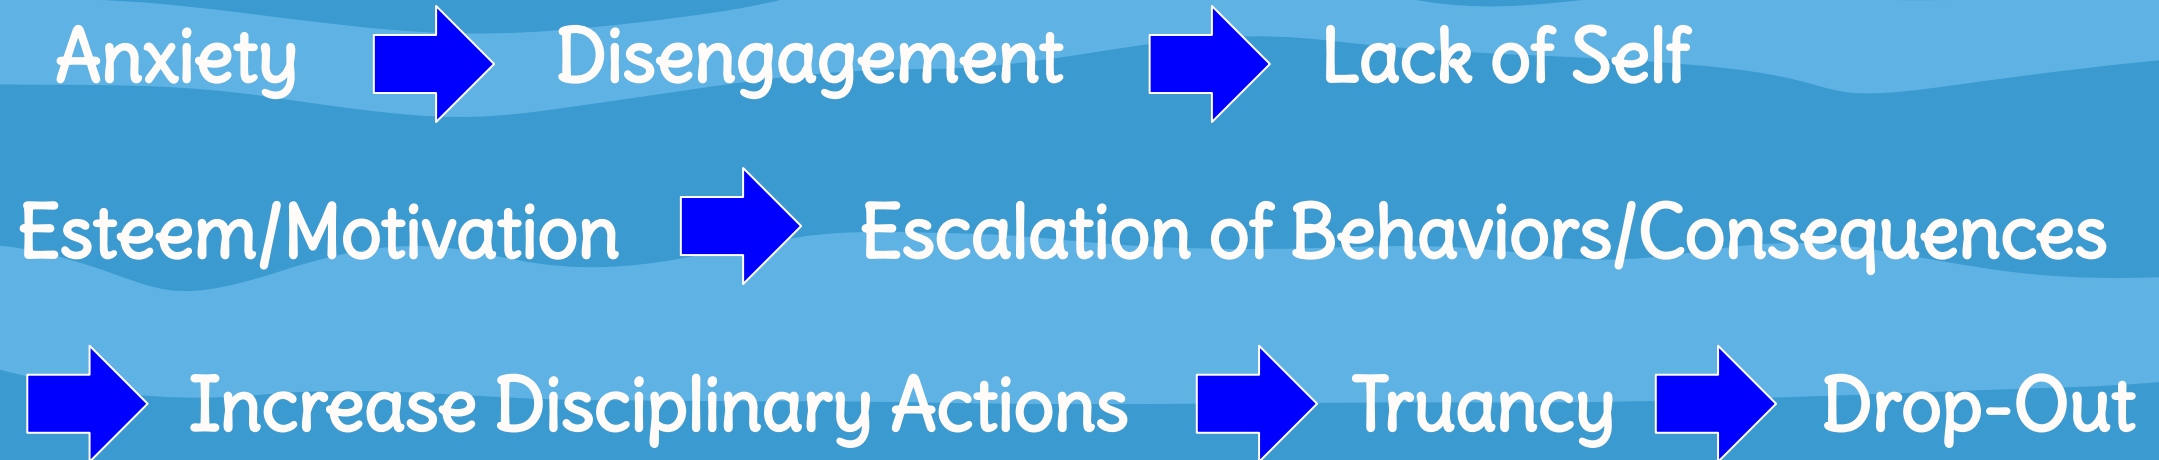 Anxiety Disengagement Lack of Self
Esteem/Motivation Escalation of Behaviors/Consequences
Increase Disciplinary Actions Truancy Drop-Out